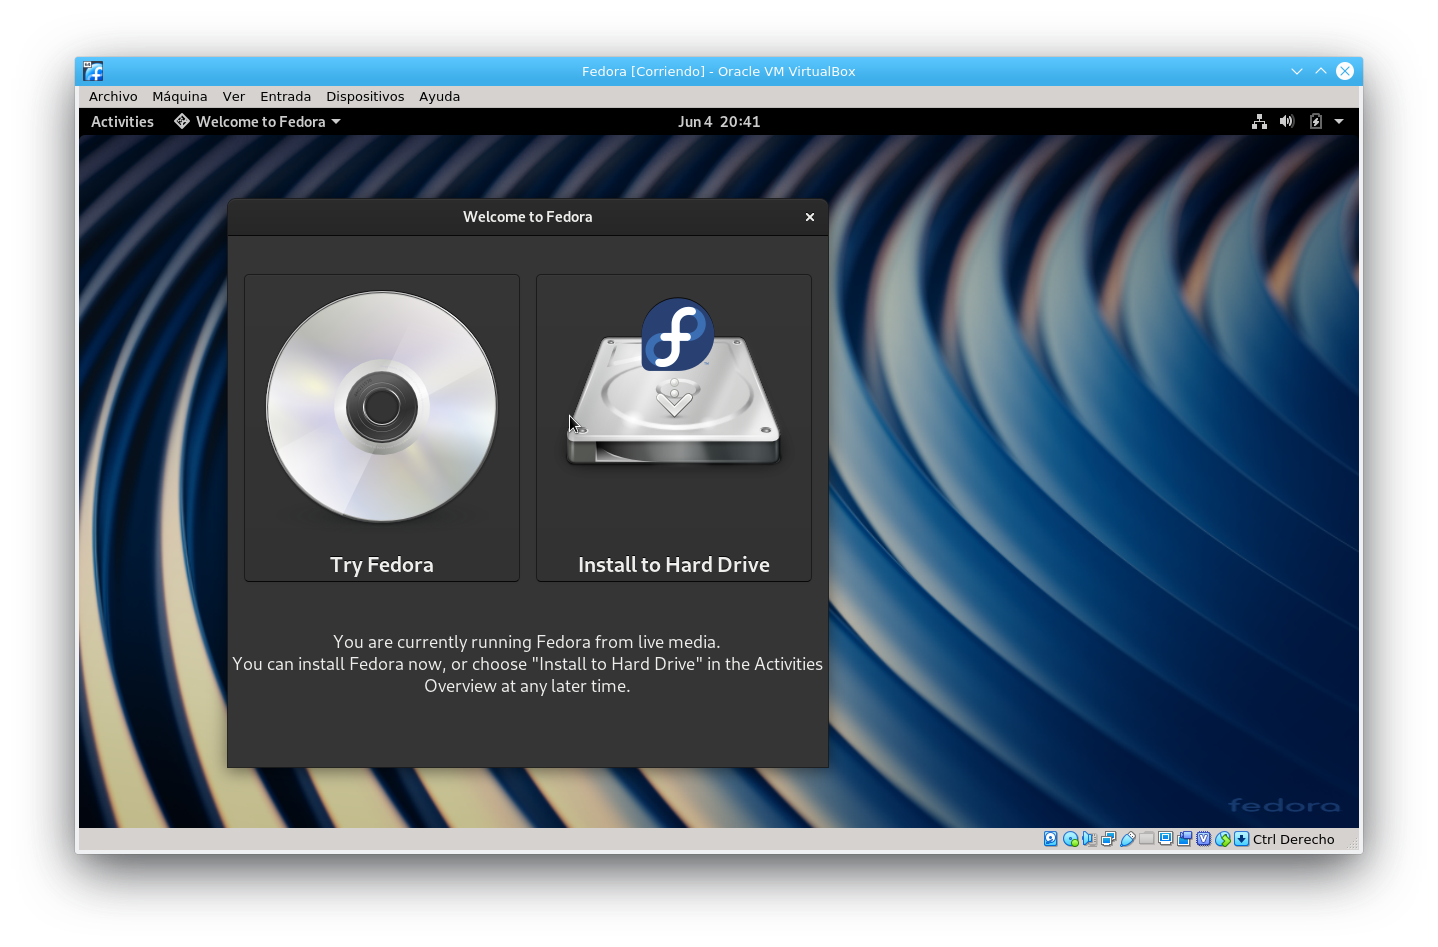 Fedora [Corriendo] - Oracle VM VirtualBox
Archivo Máquina Ver Entrada Dispositivos Ayuda
Activities Welcome to Fedora Jun 4 20:41
Welcome to Fedora
Try Fedora Install to Hard Drive
You are currently running Fedora from live media.
You can install Fedora now, or choose "Install to Hard Drive" in the Activities
Overview at any later time.
fedora
Ctrl Derecho